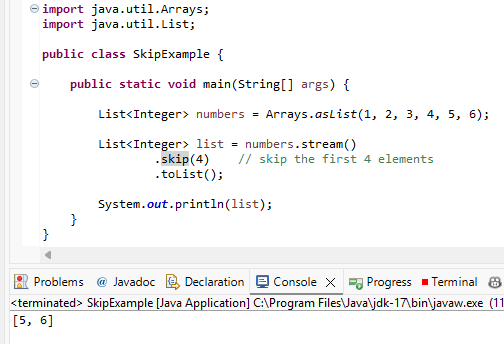 import java.util.Arrays;
import java.util.List;
public class SkipExample {
public static void main(String[] args) {
List<Integer> numbers = Arrays.asList(1, 2, 3, 4, 5, 6);
List<Integer> list = numbers.stream()
.skip(4)    // skip the first 4 elements
.toList();
System.out.println(list);
}
}
Problems @ Javadoc Declaration Console Progress Terminal
<terminated> SkipExample [Java Application] C:\Program Files\Java\jdk-17\bin\javaw.exe (11
[5, 6]